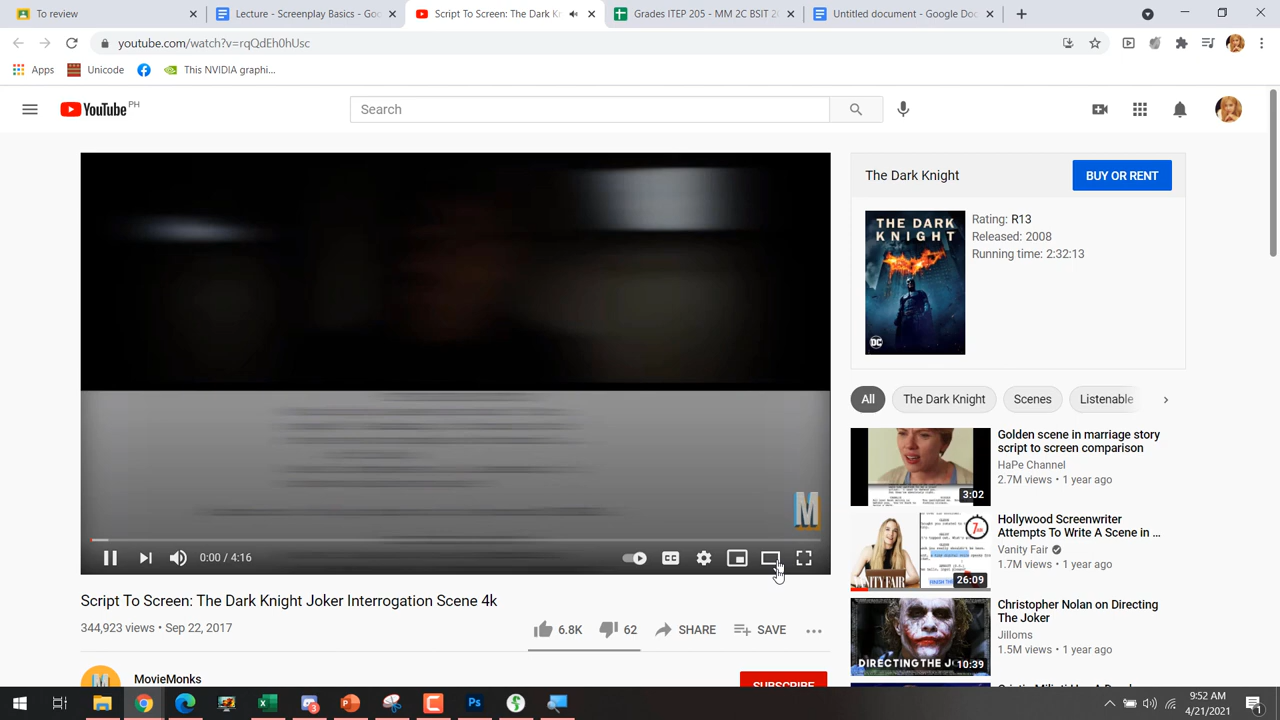 To review
Lecture - Screenplay Basics - Goo
Script To Screen: The Dark Kn
Grades ITEP 205 - WM 2C BSIT 20
Untitled document - Google Doc
youtube.com/watch?v=rqQdEh0hUsc
Apps
Unicode
This NVIDIA graphi...
YouTube PH
Search
The Dark Knight
BUY OR RENT
THE DARK
KNIGHT
DC
Rating: R13
Released: 2008
Running time: 2:32:13
All
The Dark Knight
Scenes
Listenable
M
0:00 / 4:16
Script To Screen: The Dark Knight Joker Interrogation Scene 4k
344,923 views • Sep 22, 2017
6.8K
62
SHARE
SAVE
MovieMonks
SUBSCRIBE
Golden scene in marriage story
script to screen comparison
HaPe Channel
2.7M views • 1 year ago
3:02
Hollywood Screenwriter
Attempts To Write A Scene in ...
Vanity Fair
1.7M views • 1 year ago
VANITY FAIR
26:09
Christopher Nolan on Directing
The Joker
Jilloms
1.5M views • 1 year ago
DIRECTING THE J
10:39
9:52 AM
4/21/2021